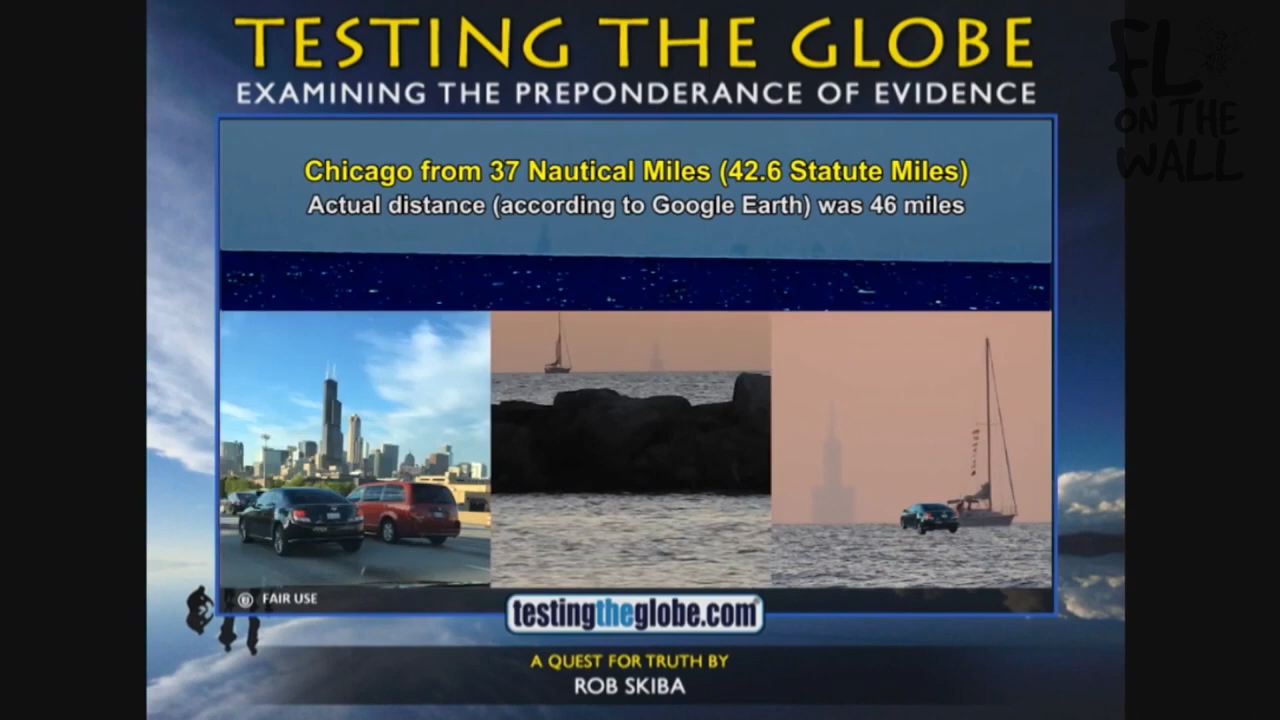 TESTING THE GLOBE
EXAMINING THE PREPONDERANCE OF EVIDENCE
FL
ON THE
WALL
Chicago from 37 Nautical Miles (42.6 Statute Miles)
Actual distance (according to Google Earth) was 46 miles
FAIR USE
testingtheglobe.com
A QUEST FOR TRUTH BY
ROB SKIBA